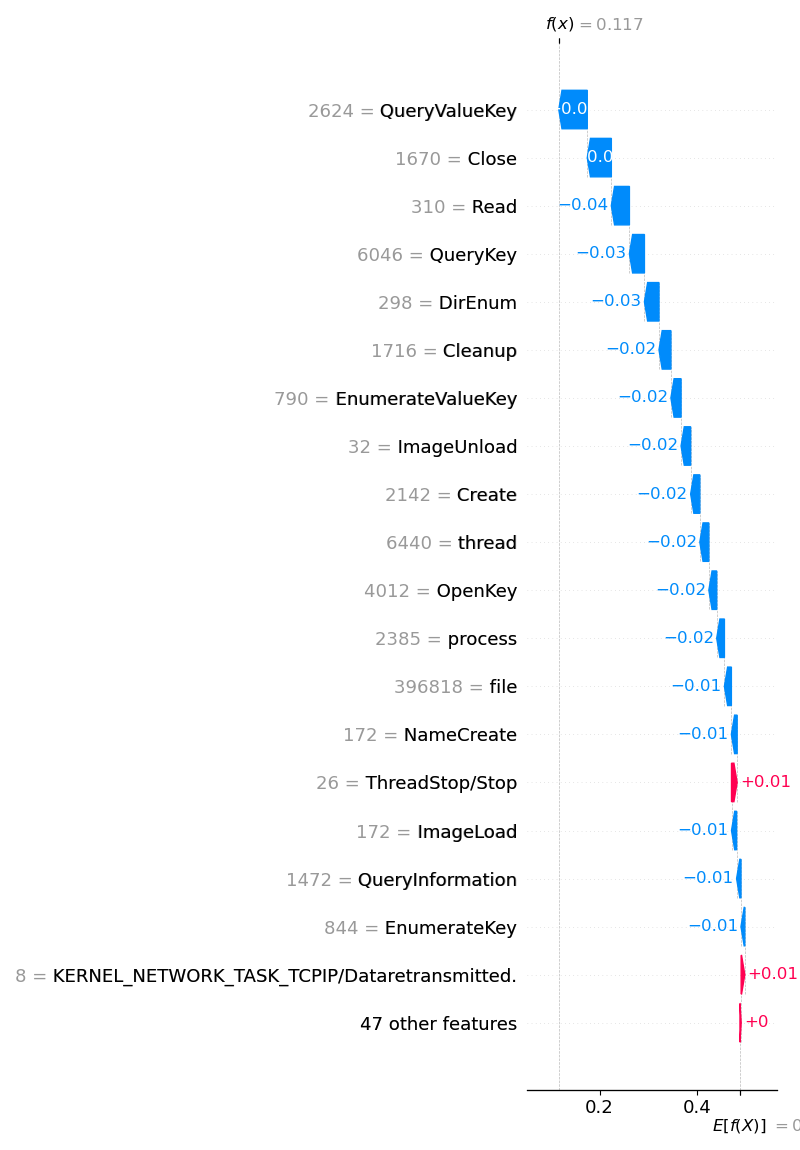 f(x) = 0.117
2624 = QueryValueKey
1670 = Close
310 = Read −0.04
6046 = QueryKey −0.03
298 = DirEnum −0.03
1716 = Cleanup −0.02
790 = EnumerateValueKey −0.02
32 = ImageUnload −0.02
2142 = Create −0.02
6440 = thread −0.02
4012 = OpenKey −0.02
2385 = process −0.02
396818 = file −0.01
172 = NameCreate −0.01
26 = ThreadStop/Stop +0.01
172 = ImageLoad −0.01
1472 = QueryInformation −0.01
844 = EnumerateKey −0.01
8 = KERNEL_NETWORK_TASK_TCPIP/Dataretransmitted. +0.01
47 other features +0
0.2 0.4
E[f(X)] =